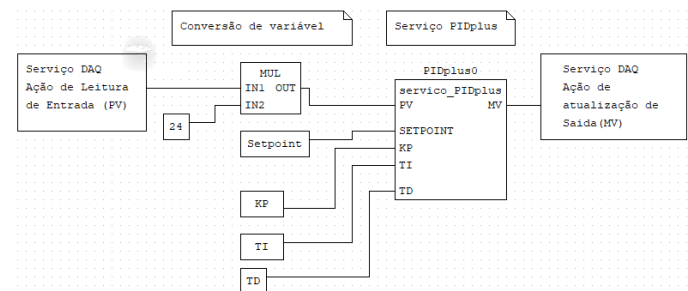 Conversão de variável
Serviço PIDplus
Serviço DAQ
Ação de Leitura
de Entrada (PV)
MUL
IN1 OUT
IN2
24
PIDplus0
servico_PIDplus
PV MV
SETPOINT
KP
TI
TD
Serviço DAQ
Ação de
atualização de
Saida(MV)
Setpoint
KP
TI
TD